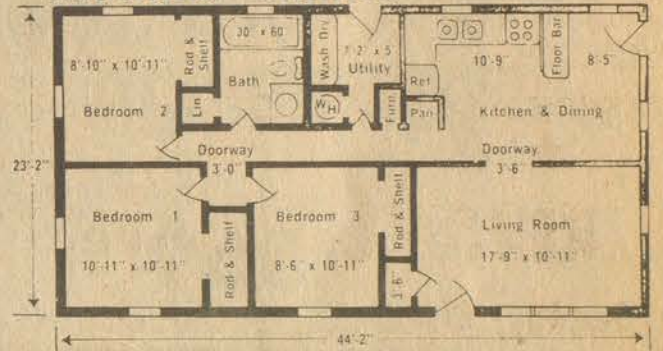 8'-10" x 10'-11"
Bedroom 2
Rod & Shelf
Lin
30" x 60
Bath
Wash Dry
7'-2" x 5
Utility
WH
Furn
Ref
Pan
10'-9"
Floor Bar
8'-5"
Kitchen & Dining
Doorway
3'-0"
Doorway
3'-6"
23'-2"
Bedroom 1
10'-11" x 10'-11"
Rod & Shelf
Bedroom 3
8'-6" x 10'-11"
Rod & Shelf
3'6"
Living Room
17'-9" x 10'-11"
44'-2"